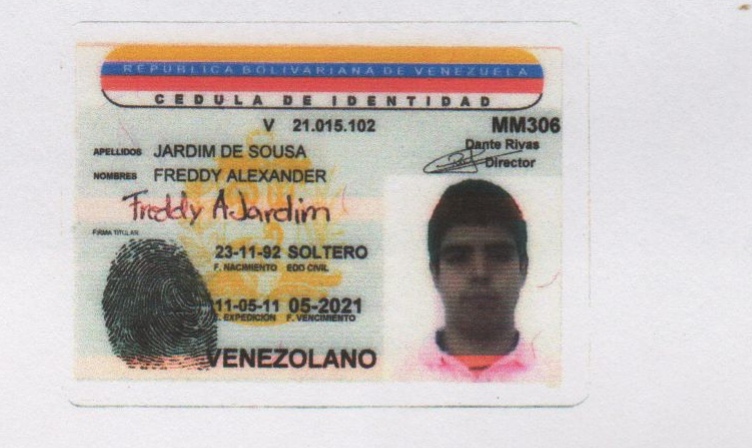 REPÚBLICA BOLIVARIANA DE VENEZUELA
CEDULA DE IDENTIDAD
V 21.015.102 MM306
APELLIDOS JARDIM DE SOUSA
Dante Rivas
Director
NOMBRES FREDDY ALEXANDER
Freddy A Jardim
FIRMA TITULAR
23-11-92 SOLTERO
F. NACIMIENTO EDO CIVIL
11-05-11 05-2021
F. EXPEDICIÓN F. VENCIMIENTO
VENEZOLANO